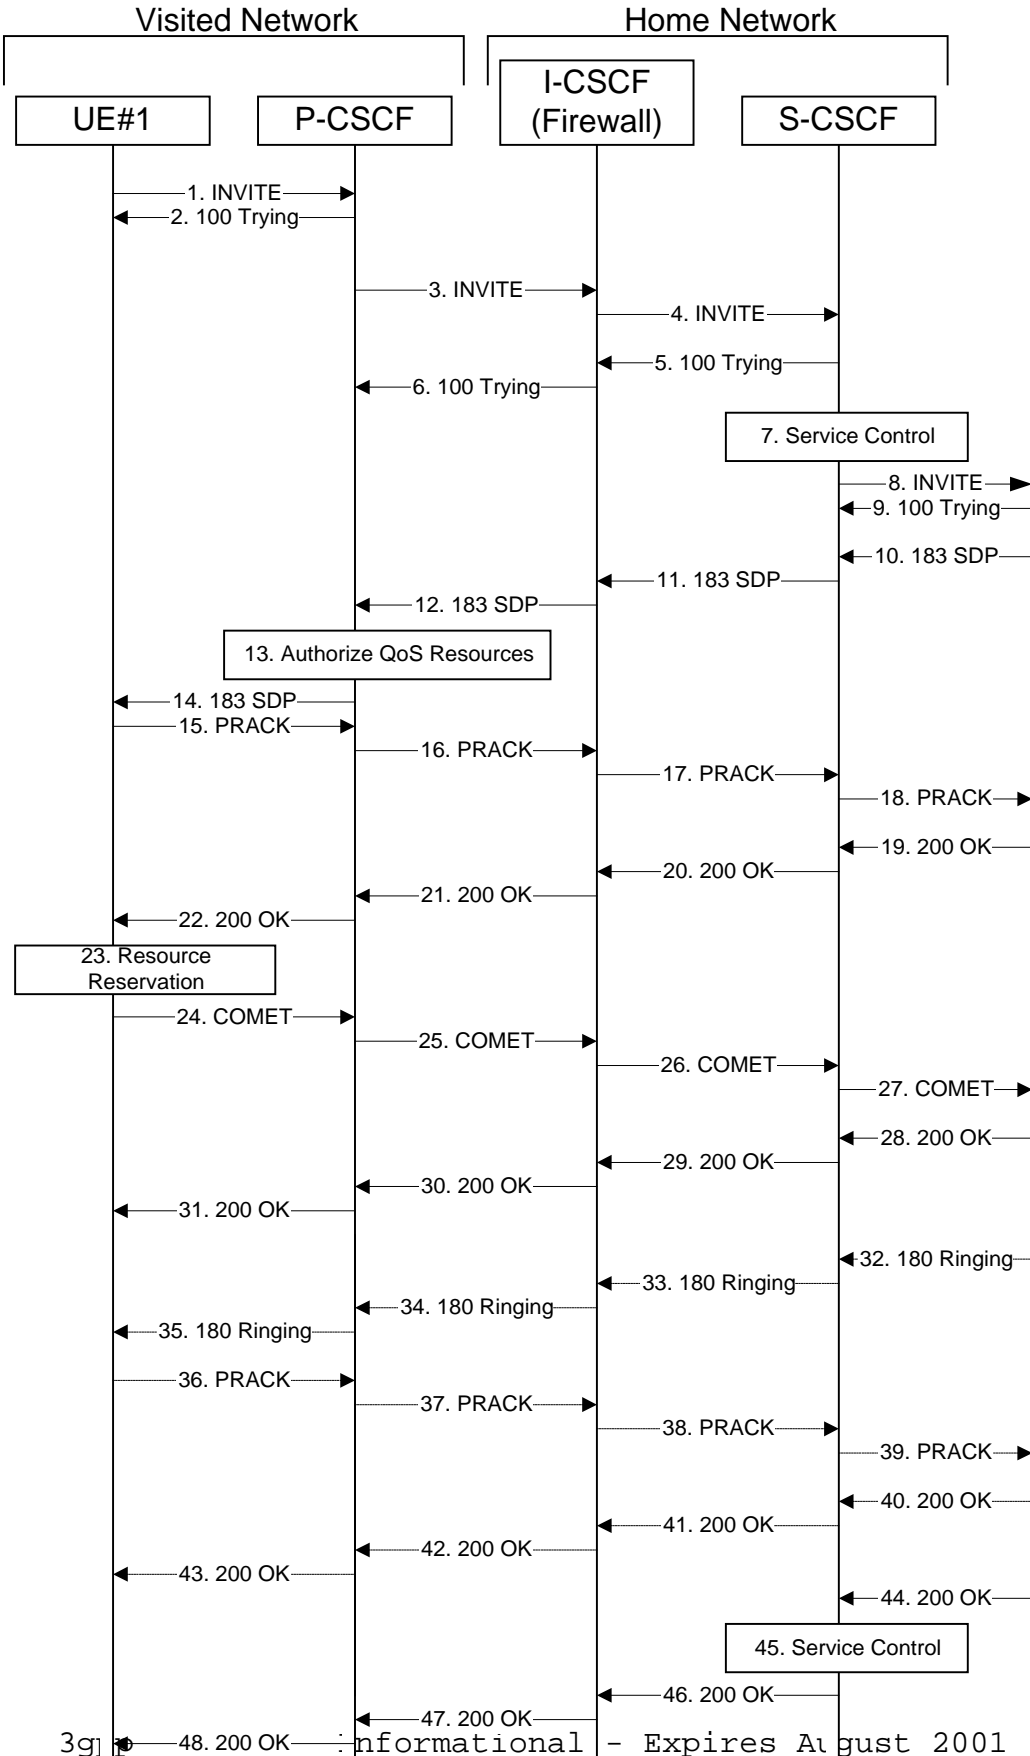 Visited Network
Home Network
UE#1
P-CSCF
I-CSCF
(Firewall)
S-CSCF
1. INVITE
2. 100 Trying
3. INVITE
4. INVITE
5. 100 Trying
6. 100 Trying
7. Service Control
8. INVITE
9. 100 Trying
10. 183 SDP
11. 183 SDP
12. 183 SDP
13. Authorize QoS Resources
14. 183 SDP
15. PRACK
16. PRACK
17. PRACK
18. PRACK
19. 200 OK
20. 200 OK
21. 200 OK
22. 200 OK
23. Resource
Reservation
24. COMET
25. COMET
26. COMET
27. COMET
28. 200 OK
29. 200 OK
30. 200 OK
31. 200 OK
32. 180 Ringing
33. 180 Ringing
34. 180 Ringing
35. 180 Ringing
36. PRACK
37. PRACK
38. PRACK
39. PRACK
40. 200 OK
41. 200 OK
42. 200 OK
43. 200 OK
44. 200 OK
45. Service Control
46. 200 OK
47. 200 OK
48. 200 OK
- Expires August 2001